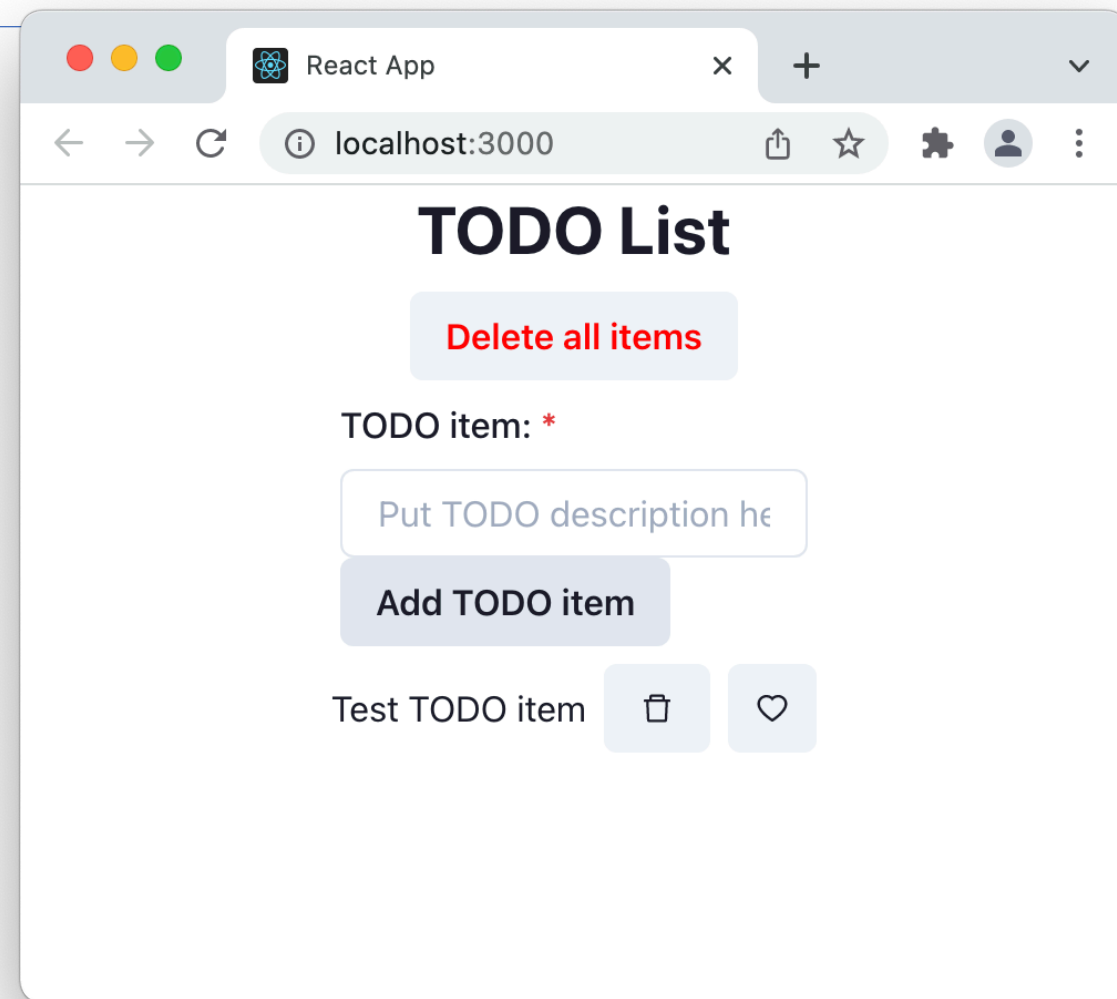 React App
localhost:3000
TODO List
Delete all items
TODO item: *
Put TODO description he
Add TODO item
Test TODO item